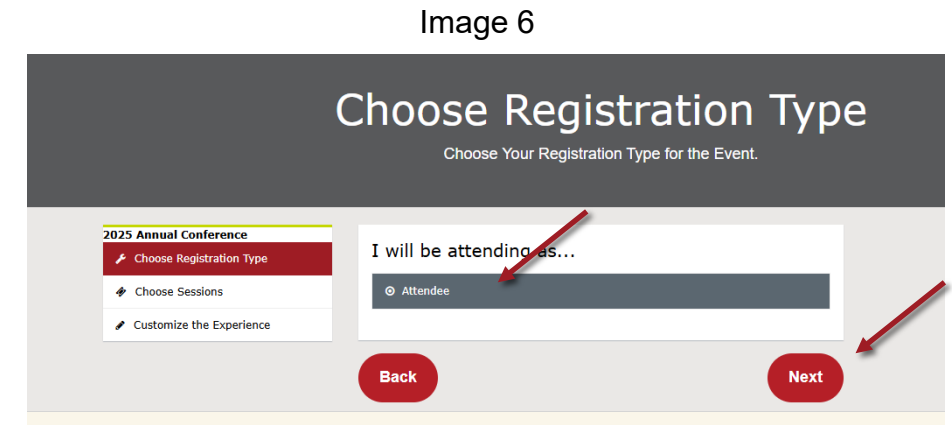 Image 6
Choose Registration Type
Choose Your Registration Type for the Event.
2025 Annual Conference
Choose Registration Type
Choose Sessions
Customize the Experience
I will be attending as...
Attendee
Back
Next